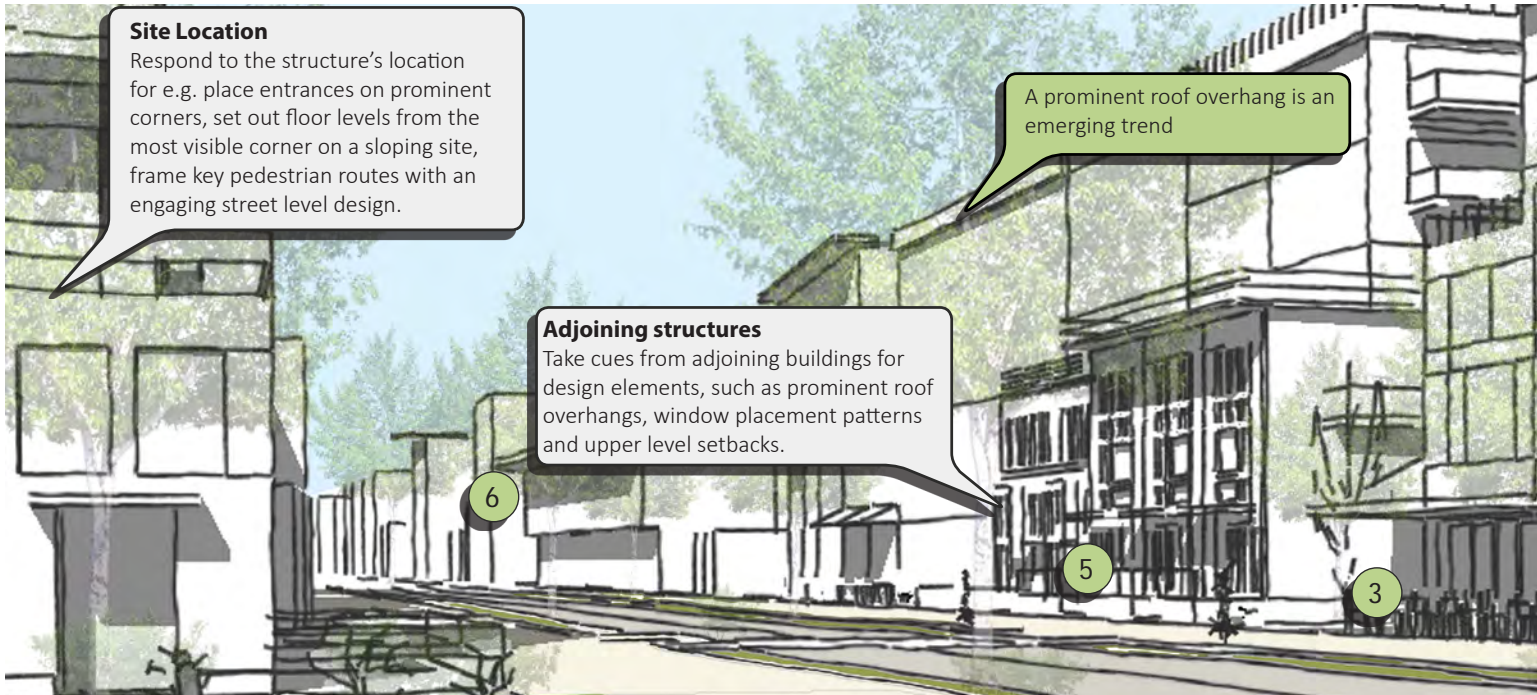 Site Location
Respond to the structure's location
for e.g. place entrances on prominent
corners, set out floor levels from the
most visible corner on a sloping site,
frame key pedestrian routes with an
engaging street level design.
A prominent roof overhang is an
emerging trend
Adjoining structures
Take cues from adjoining buildings for
design elements, such as prominent roof
overhangs, window placement patterns
and upper level setbacks.
6
5
3